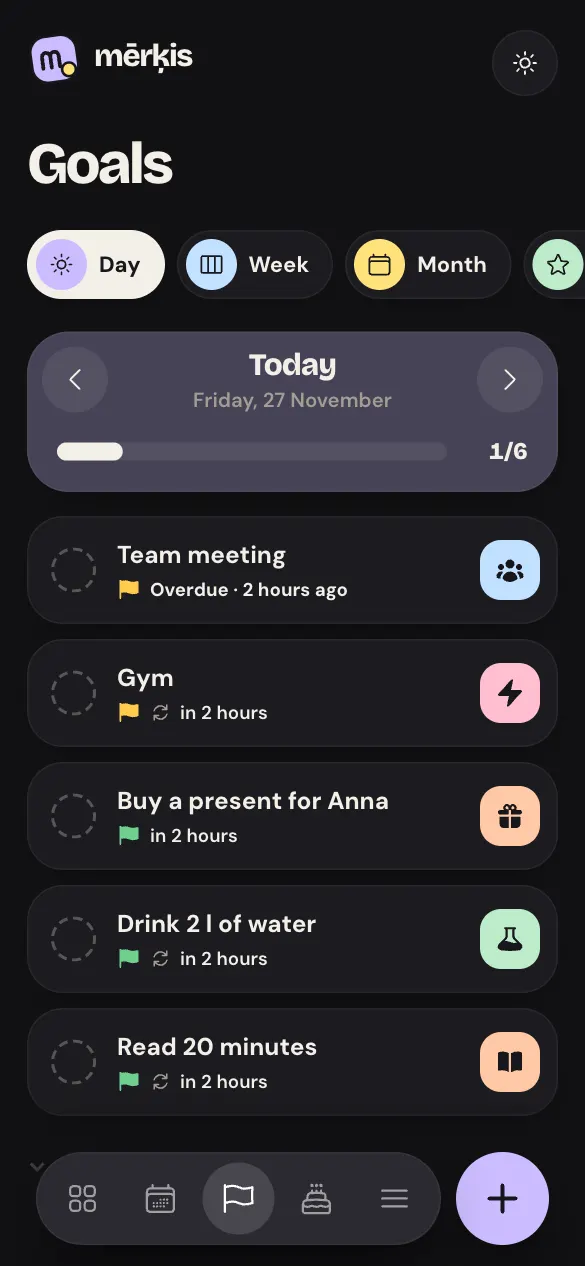 m
mērķis
Goals
Day
Week
Month
Today
Friday, 27 November
1/6
Team meeting
Overdue · 2 hours ago
Gym
in 2 hours
Buy a present for Anna
in 2 hours
Drink 2 l of water
in 2 hours
Read 20 minutes
in 2 hours